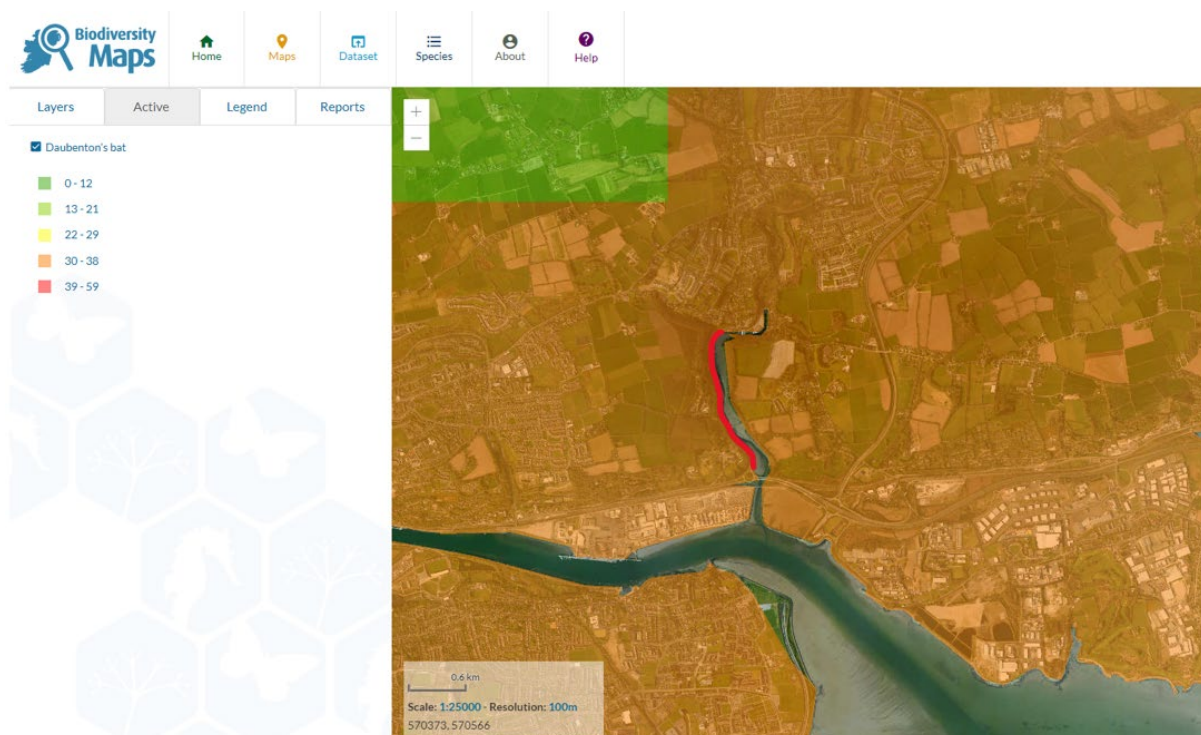 Biodiversity
Maps
Home
Maps
Dataset
Species
About
Help
Layers
Active
Legend
Reports
Daubenton's bat
0 - 12
13 - 21
22 - 29
30 - 38
39 - 59
+
−
0.6 km
Scale: 1:25000 - Resolution: 100m
570373, 570566